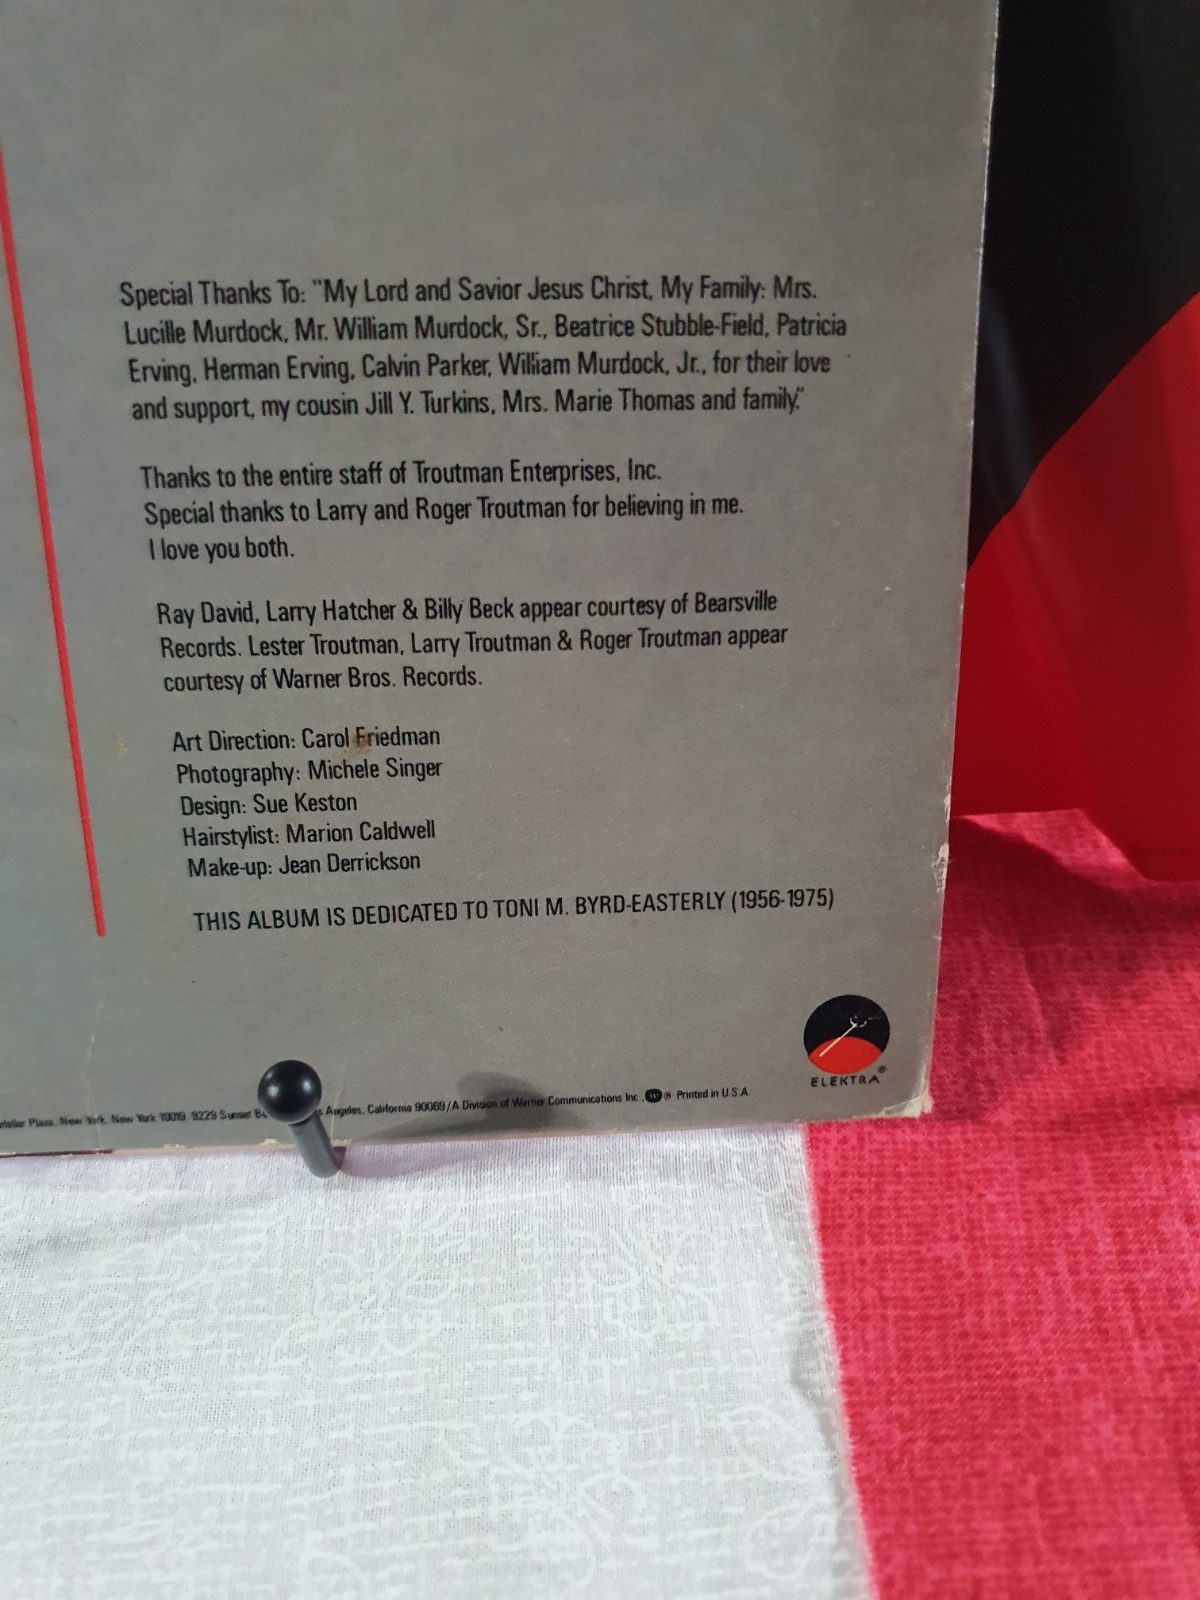 Special Thanks To: "My Lord and Savior Jesus Christ, My Family: Mrs.
Lucille Murdock, Mr. William Murdock, Sr., Beatrice Stubble-Field, Patricia
Erving, Herman Erving, Calvin Parker, William Murdock, Jr., for their love
and support, my cousin Jill Y. Turkins, Mrs. Marie Thomas and family."
Thanks to the entire staff of Troutman Enterprises, Inc.
Special thanks to Larry and Roger Troutman for believing in me.
I love you both.
Ray David, Larry Hatcher & Billy Beck appear courtesy of Bearsville
Records. Lester Troutman, Larry Troutman & Roger Troutman appear
courtesy of Warner Bros. Records.
Art Direction: Carol Friedman
Photography: Michele Singer
Design: Sue Keston
Hairstylist: Marion Caldwell
Make-up: Jean Derrickson
THIS ALBUM IS DEDICATED TO TONI M. BYRD-EASTERLY (1956-1975)
ELEKTRA®
Plaza, New York, New York 10019 9229 Sunset Angeles, California 90069/A Division of Warner Communications Inc. ® Printed in U.S.A.